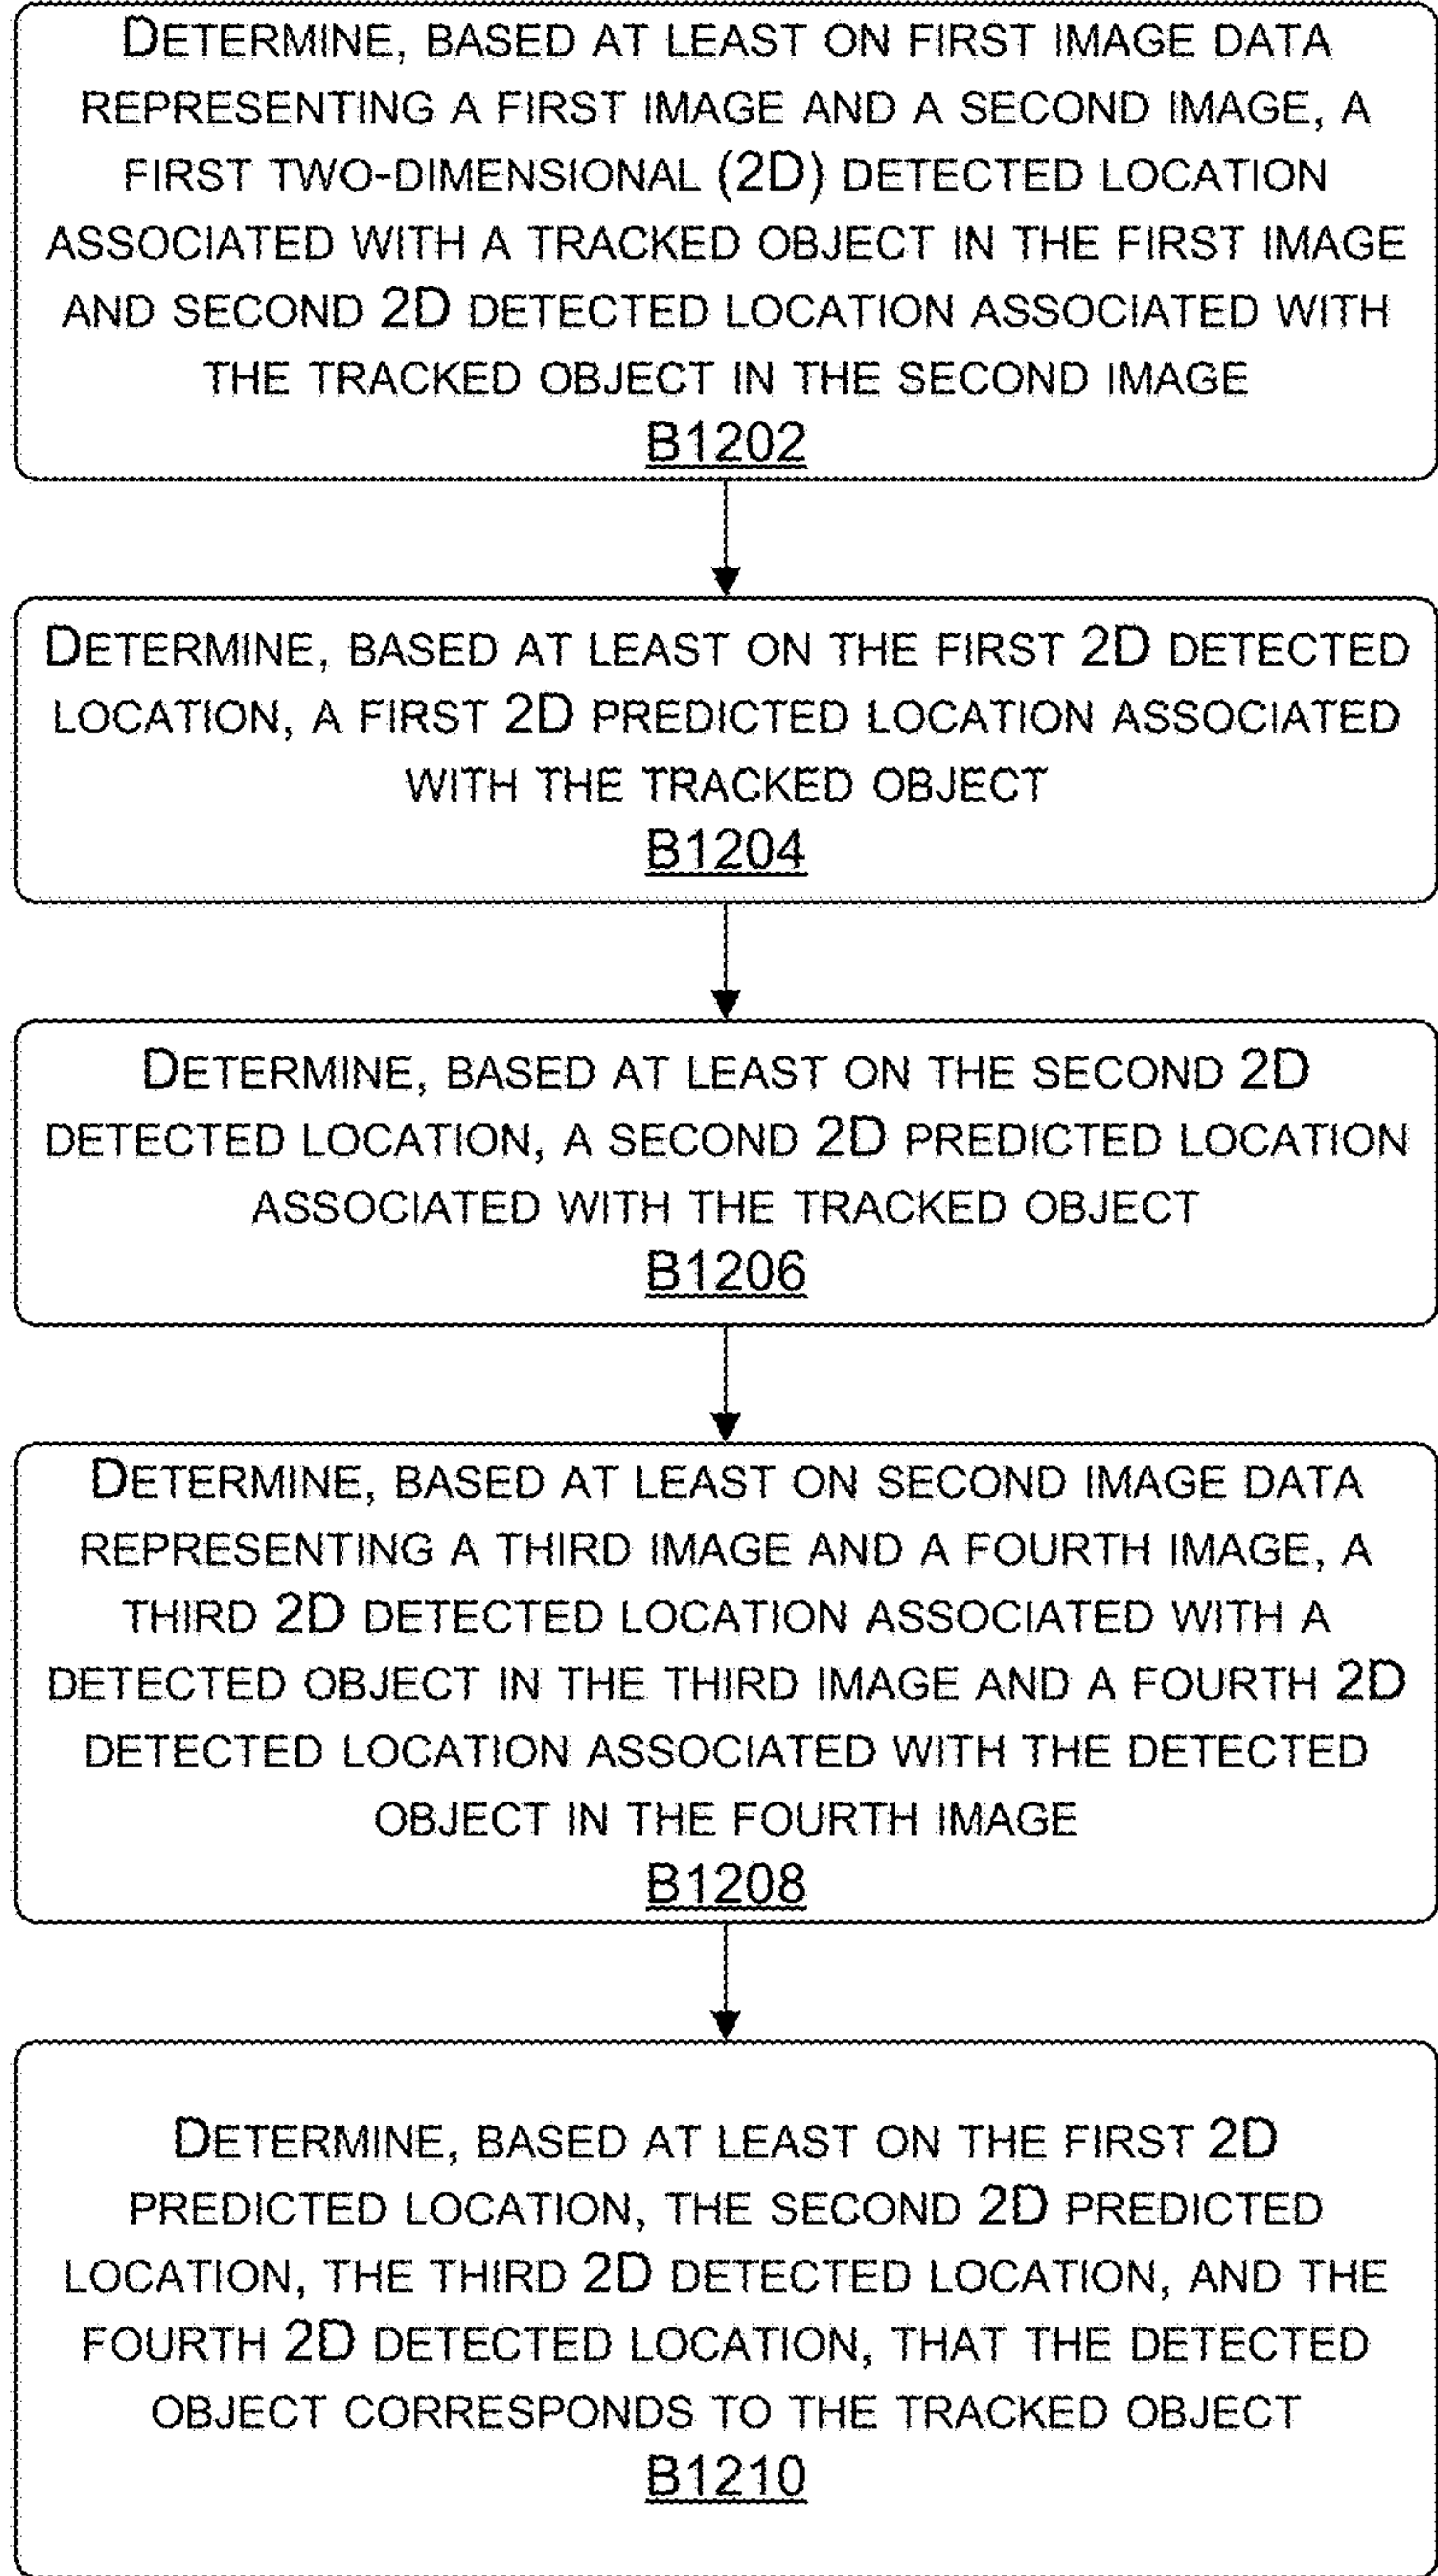 DETERMINE, BASED AT LEAST ON FIRST IMAGE DATA
REPRESENTING A FIRST IMAGE AND A SECOND IMAGE, A
FIRST TWO-DIMENSIONAL (2D) DETECTED LOCATION
ASSOCIATED WITH A TRACKED OBJECT IN THE FIRST IMAGE
AND SECOND 2D DETECTED LOCATION ASSOCIATED WITH
THE TRACKED OBJECT IN THE SECOND IMAGE
B1202
DETERMINE, BASED AT LEAST ON THE FIRST 2D DETECTED
LOCATION, A FIRST 2D PREDICTED LOCATION ASSOCIATED
WITH THE TRACKED OBJECT
B1204
DETERMINE, BASED AT LEAST ON THE SECOND 2D
DETECTED LOCATION, A SECOND 2D PREDICTED LOCATION
ASSOCIATED WITH THE TRACKED OBJECT
B1206
DETERMINE, BASED AT LEAST ON SECOND IMAGE DATA
REPRESENTING A THIRD IMAGE AND A FOURTH IMAGE, A
THIRD 2D DETECTED LOCATION ASSOCIATED WITH A
DETECTED OBJECT IN THE THIRD IMAGE AND A FOURTH 2D
DETECTED LOCATION ASSOCIATED WITH THE DETECTED
OBJECT IN THE FOURTH IMAGE
B1208
DETERMINE, BASED AT LEAST ON THE FIRST 2D
PREDICTED LOCATION, THE SECOND 2D PREDICTED
LOCATION, THE THIRD 2D DETECTED LOCATION, AND THE
FOURTH 2D DETECTED LOCATION, THAT THE DETECTED
OBJECT CORRESPONDS TO THE TRACKED OBJECT
B1210